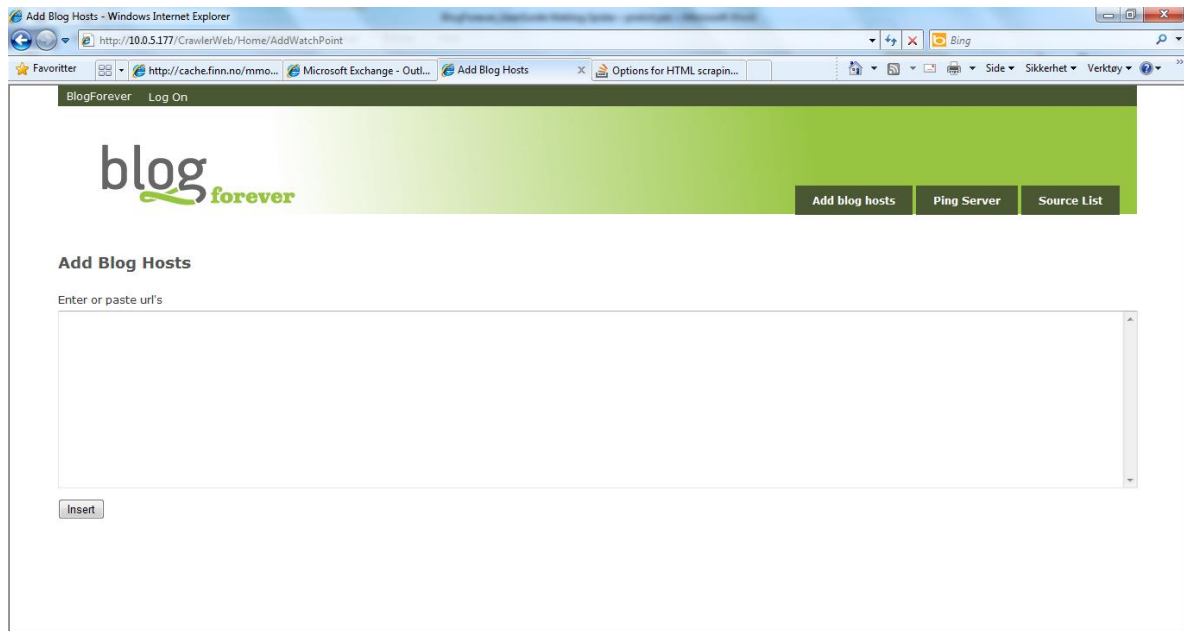 Add Blog Hosts - Windows Internet Explorer
http://10.0.5.177/CrawlerWeb/Home/AddWatchPoint
Bing
Favoritter
http://cache.finn.no/mmo...
Microsoft Exchange - Outl...
Add Blog Hosts
Options for HTML scrapin...
Side
Sikkerhet
Verktøy
BlogForever Log On
blog
forever
Add blog hosts
Ping Server
Source List
Add Blog Hosts
Enter or paste url's
Insert